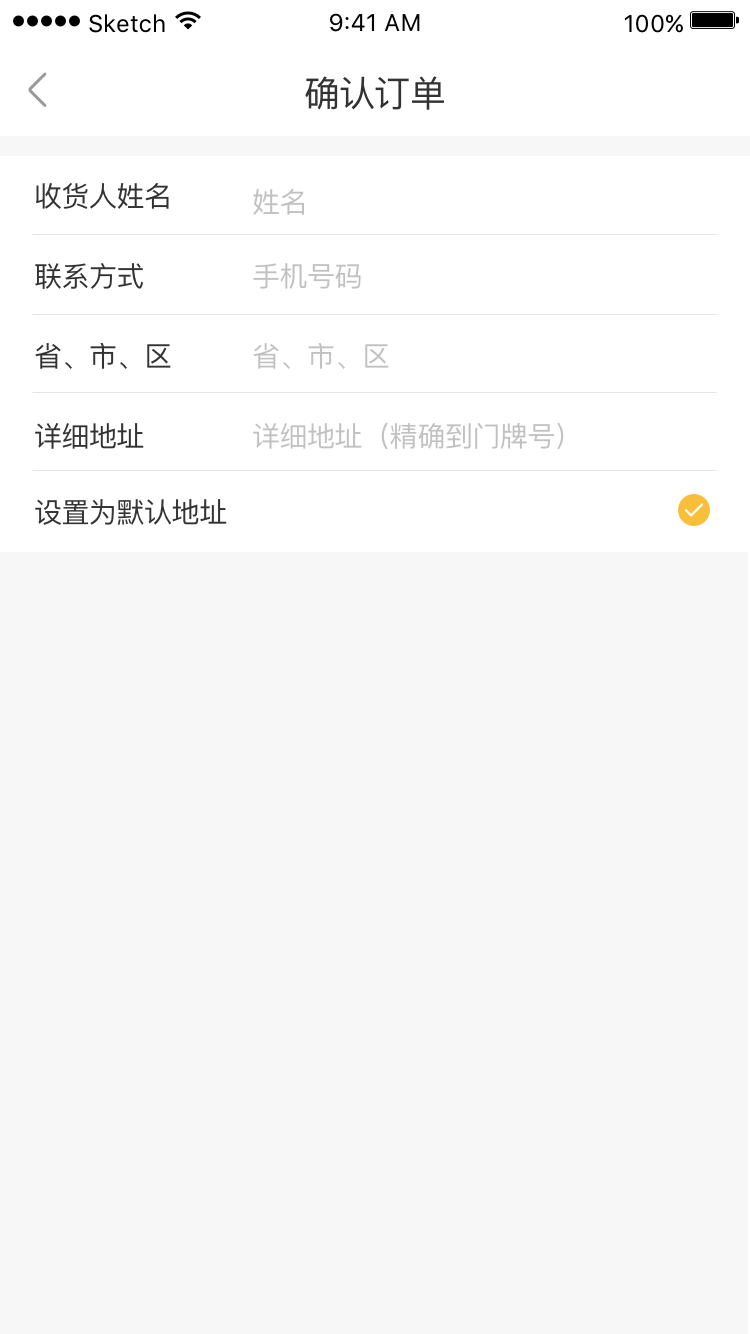 Sketch 9:41 AM 100%
确认订单
收货人姓名 姓名
联系方式 手机号码
省、市、区 省、市、区
详细地址 详细地址（精确到门牌号）
设置为默认地址